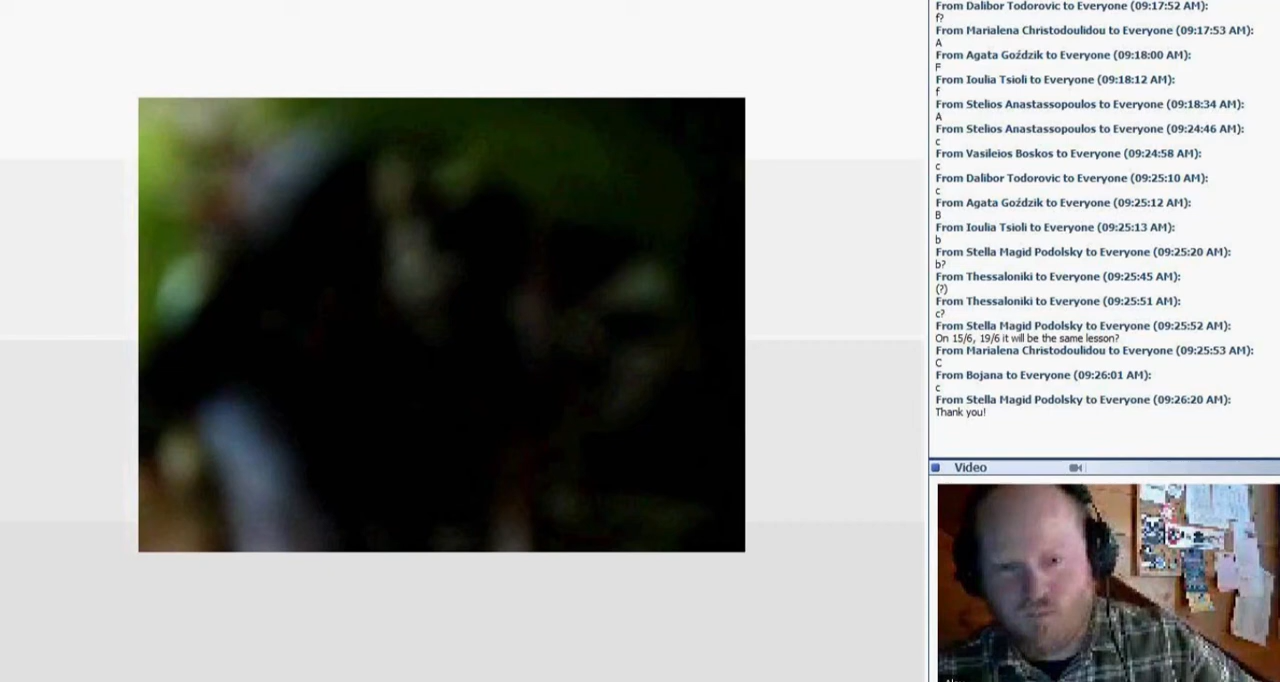 From Dalibor Todorovic to Everyone (09:17:52 AM):
f?
From Marialena Christodoulidou to Everyone (09:17:53 AM):
A
From Agata Goździk to Everyone (09:18:00 AM):
F
From Ioulia Tsioli to Everyone (09:18:12 AM):
f
From Stelios Anastassopoulos to Everyone (09:18:34 AM):
A
From Stelios Anastassopoulos to Everyone (09:24:46 AM):
c
From Vasileios Boskos to Everyone (09:24:58 AM):
c
From Dalibor Todorovic to Everyone (09:25:10 AM):
c
From Agata Goździk to Everyone (09:25:12 AM):
B
From Ioulia Tsioli to Everyone (09:25:13 AM):
b
From Stella Magid Podolsky to Everyone (09:25:20 AM):
b?
From Thessaloniki to Everyone (09:25:45 AM):
(?)
From Thessaloniki to Everyone (09:25:51 AM):
c?
From Stella Magid Podolsky to Everyone (09:25:52 AM):
On 15/6, 19/6 it will be the same lesson?
From Marialena Christodoulidou to Everyone (09:25:53 AM):
C
From Bojana to Everyone (09:26:01 AM):
c
From Stella Magid Podolsky to Everyone (09:26:20 AM):
Thank you!
Video